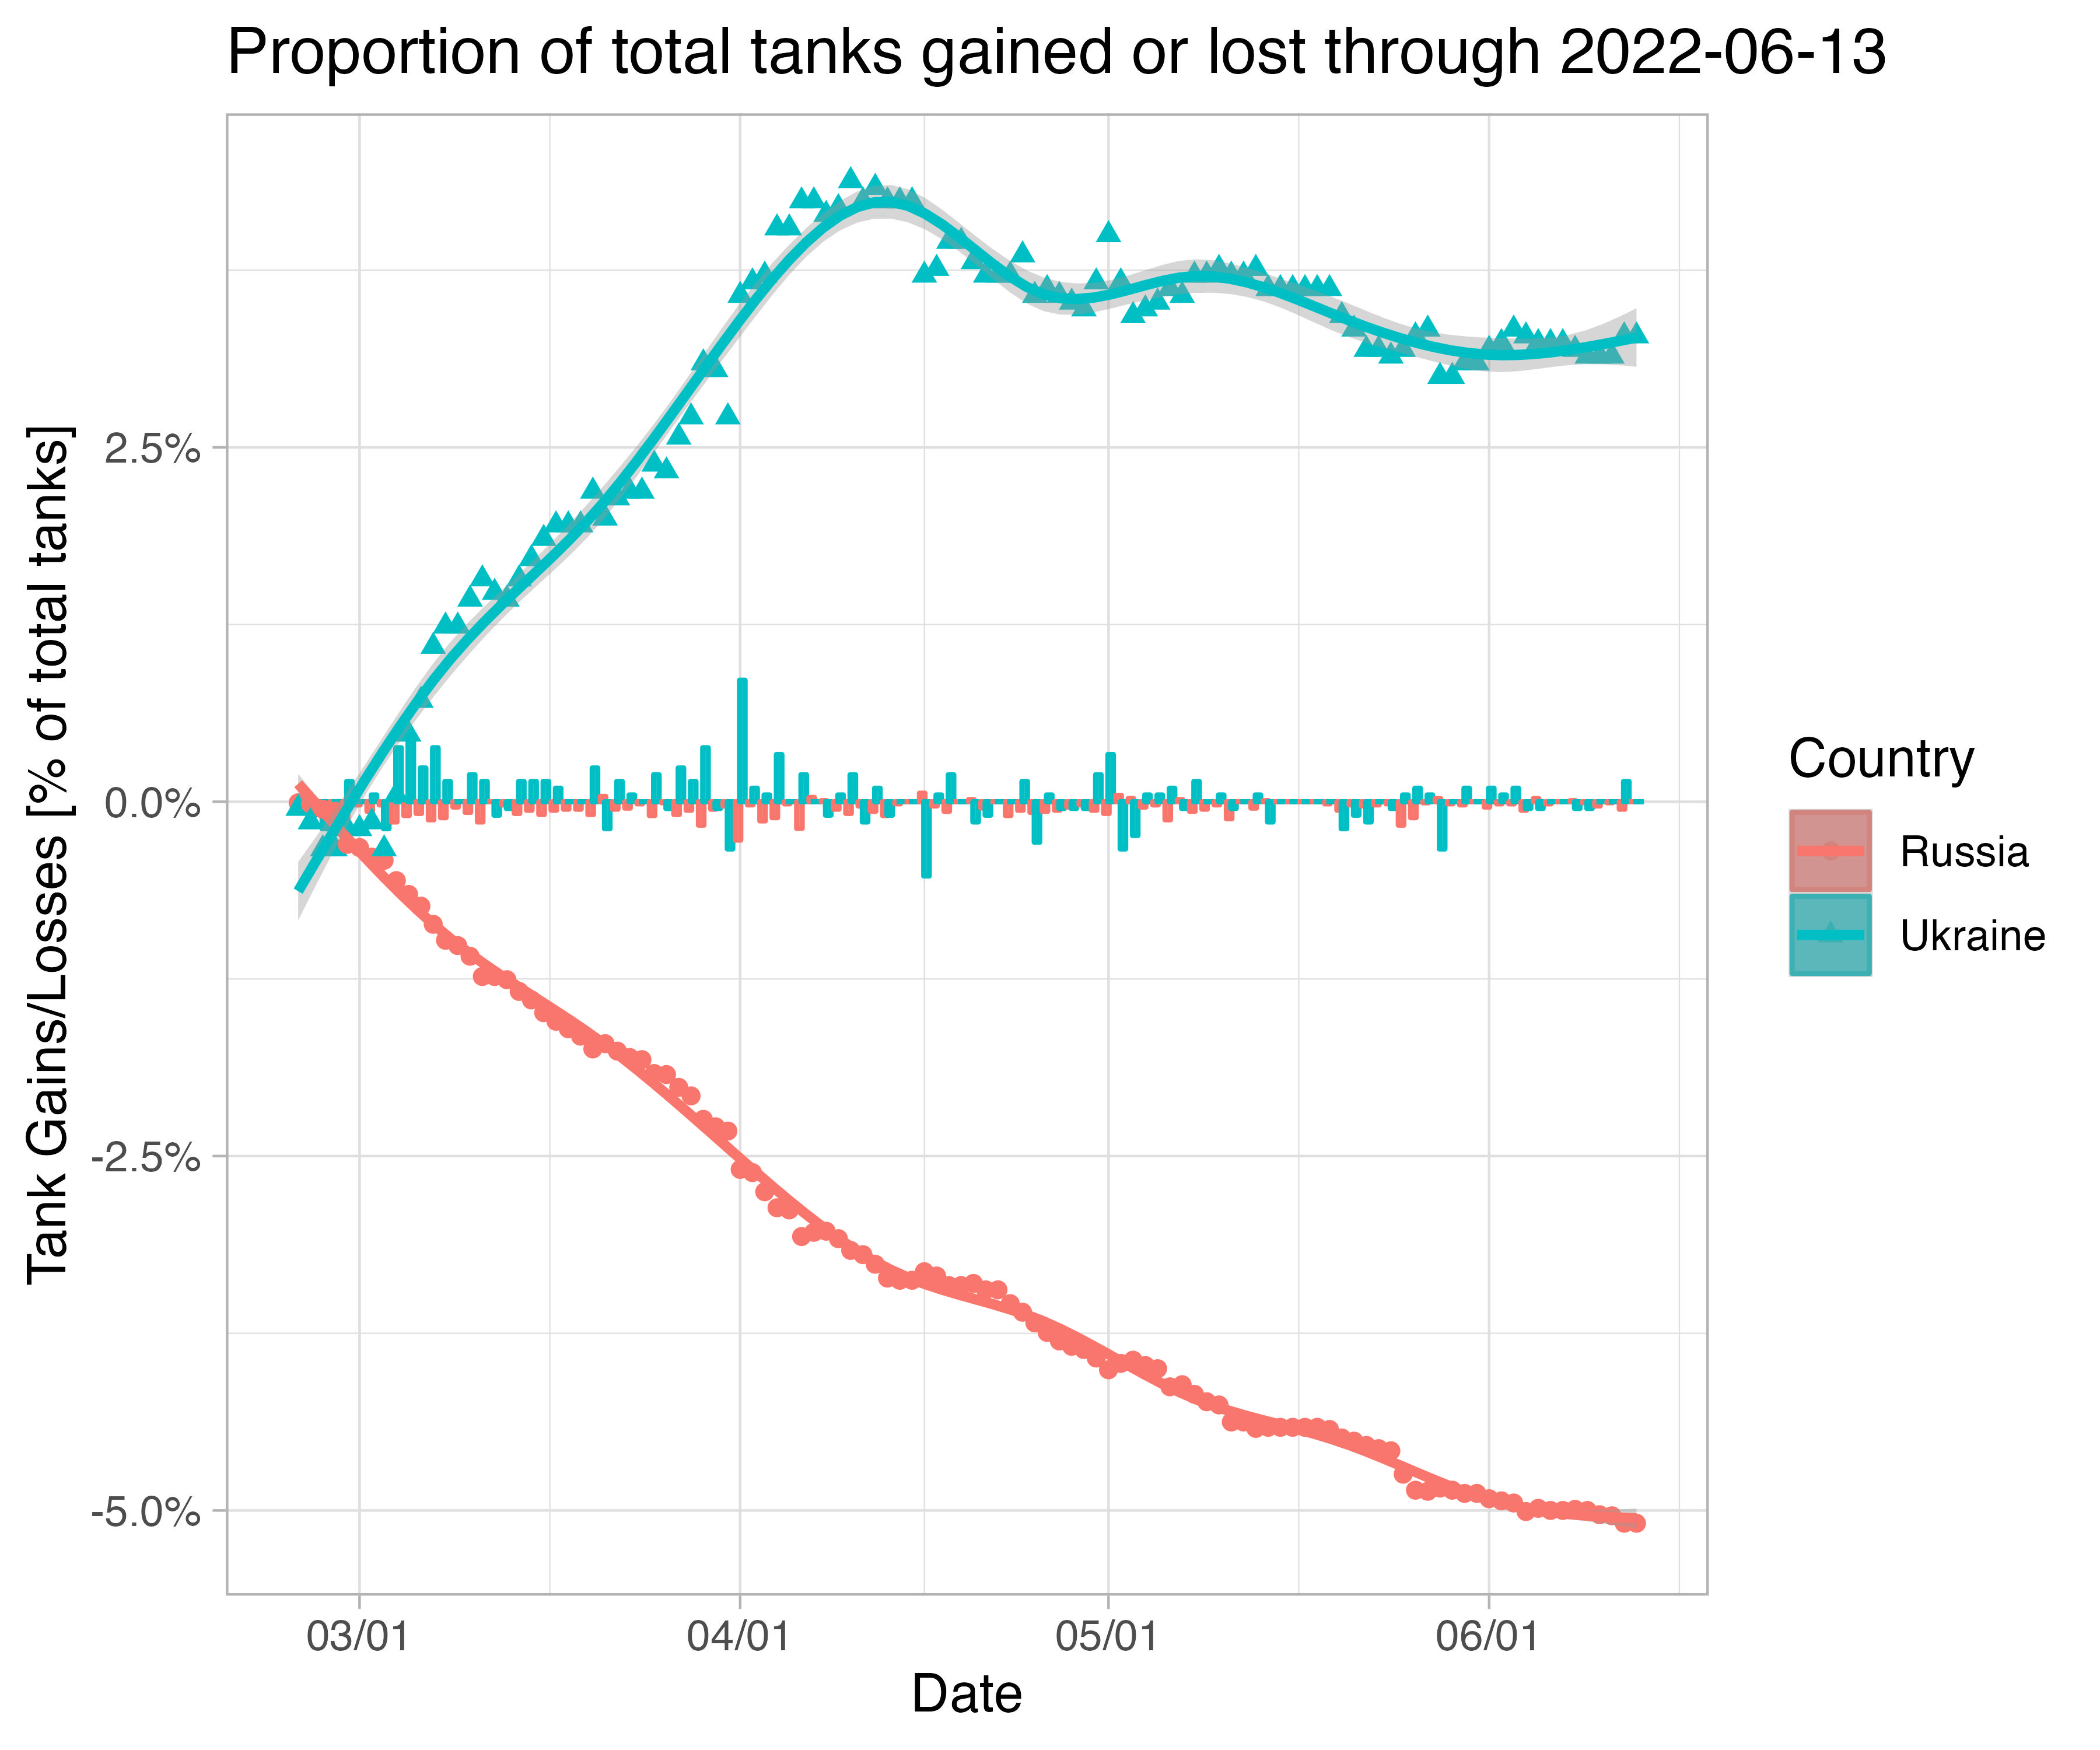 Proportion of total tanks gained or lost through 2022-06-13
Tank Gains/Losses [% of total tanks]
2.5%
0.0%
-2.5%
-5.0%
03/01
04/01
05/01
06/01
Date
Country
Russia
Ukraine